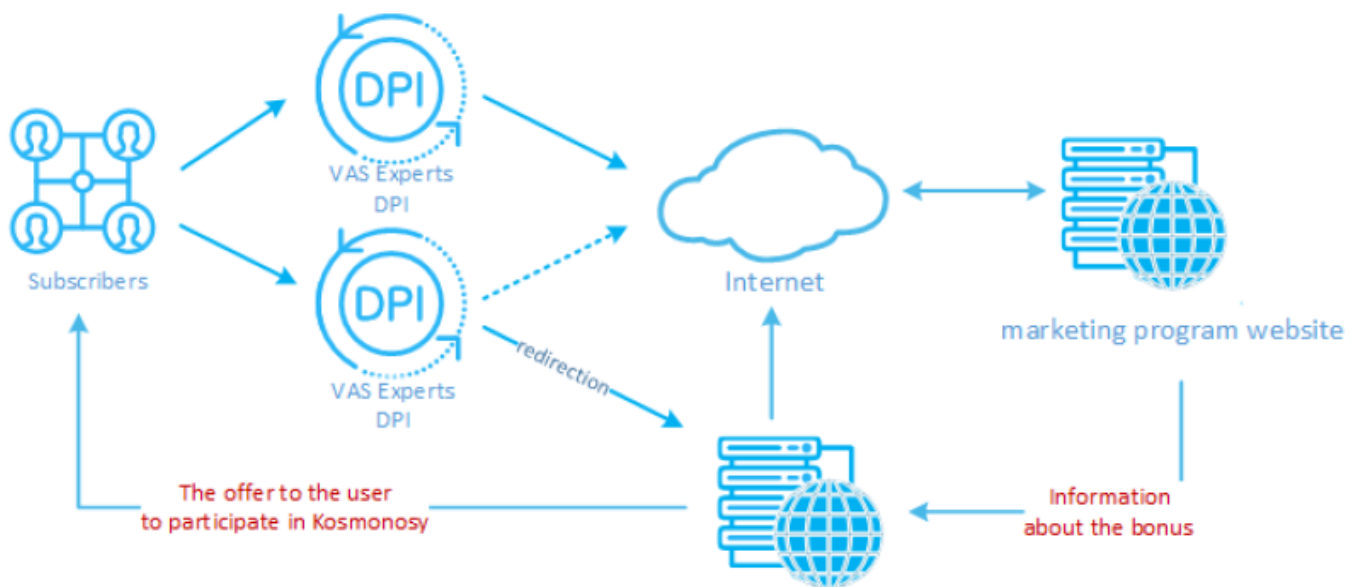 DPI
VAS Experts
DPI
Subscribers
DPI
VAS Experts
DPI
Internet
marketing program website
redirection
The offer to the user
to participate in Kosmonosy
Information
about the bonus